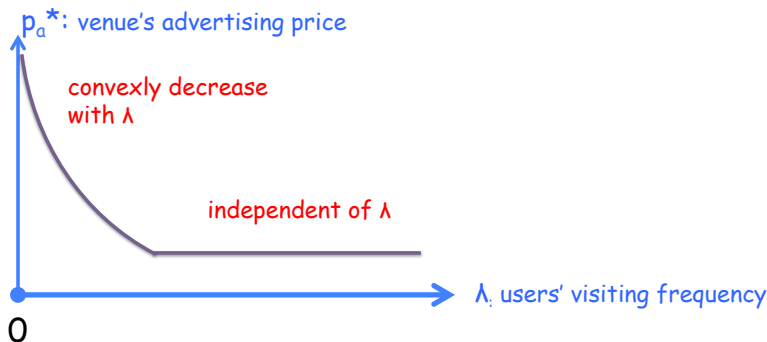 pₐ*: venue's advertising price
convexly decrease
with λ
independent of λ
λ: users' visiting frequency
0